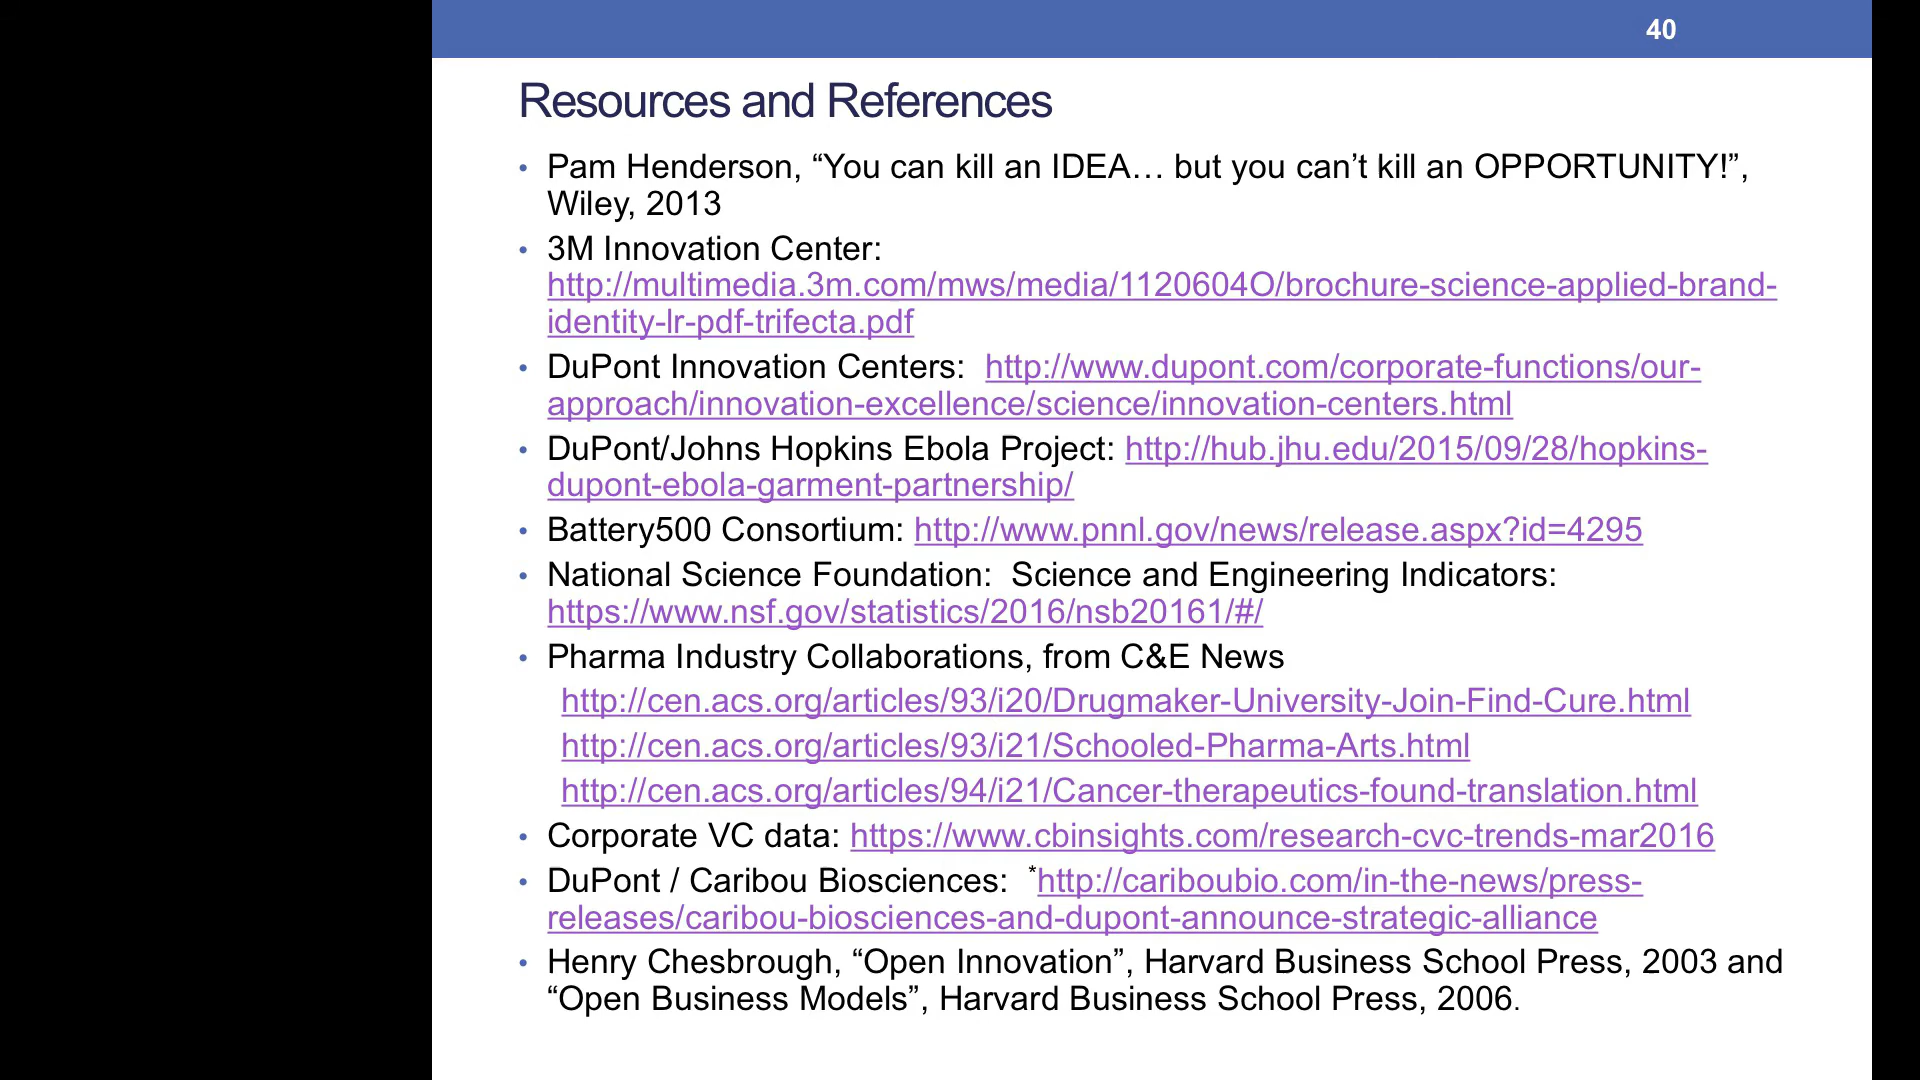 40
Resources and References
• Pam Henderson, “You can kill an IDEA… but you can’t kill an OPPORTUNITY!”,
Wiley, 2013
• 3M Innovation Center:
http://multimedia.3m.com/mws/media/1120604O/brochure-science-applied-brand-
identity-lr-pdf-trifecta.pdf
• DuPont Innovation Centers:  http://www.dupont.com/corporate-functions/our-
approach/innovation-excellence/science/innovation-centers.html
• DuPont/Johns Hopkins Ebola Project: http://hub.jhu.edu/2015/09/28/hopkins-
dupont-ebola-garment-partnership/
• Battery500 Consortium: http://www.pnnl.gov/news/release.aspx?id=4295
• National Science Foundation:  Science and Engineering Indicators:
https://www.nsf.gov/statistics/2016/nsb20161/#/
• Pharma Industry Collaborations, from C&E News
http://cen.acs.org/articles/93/i20/Drugmaker-University-Join-Find-Cure.html
http://cen.acs.org/articles/93/i21/Schooled-Pharma-Arts.html
http://cen.acs.org/articles/94/i21/Cancer-therapeutics-found-translation.html
• Corporate VC data: https://www.cbinsights.com/research-cvc-trends-mar2016
• DuPont / Caribou Biosciences:  *http://cariboubio.com/in-the-news/press-
releases/caribou-biosciences-and-dupont-announce-strategic-alliance
• Henry Chesbrough, “Open Innovation”, Harvard Business School Press, 2003 and
“Open Business Models”, Harvard Business School Press, 2006.